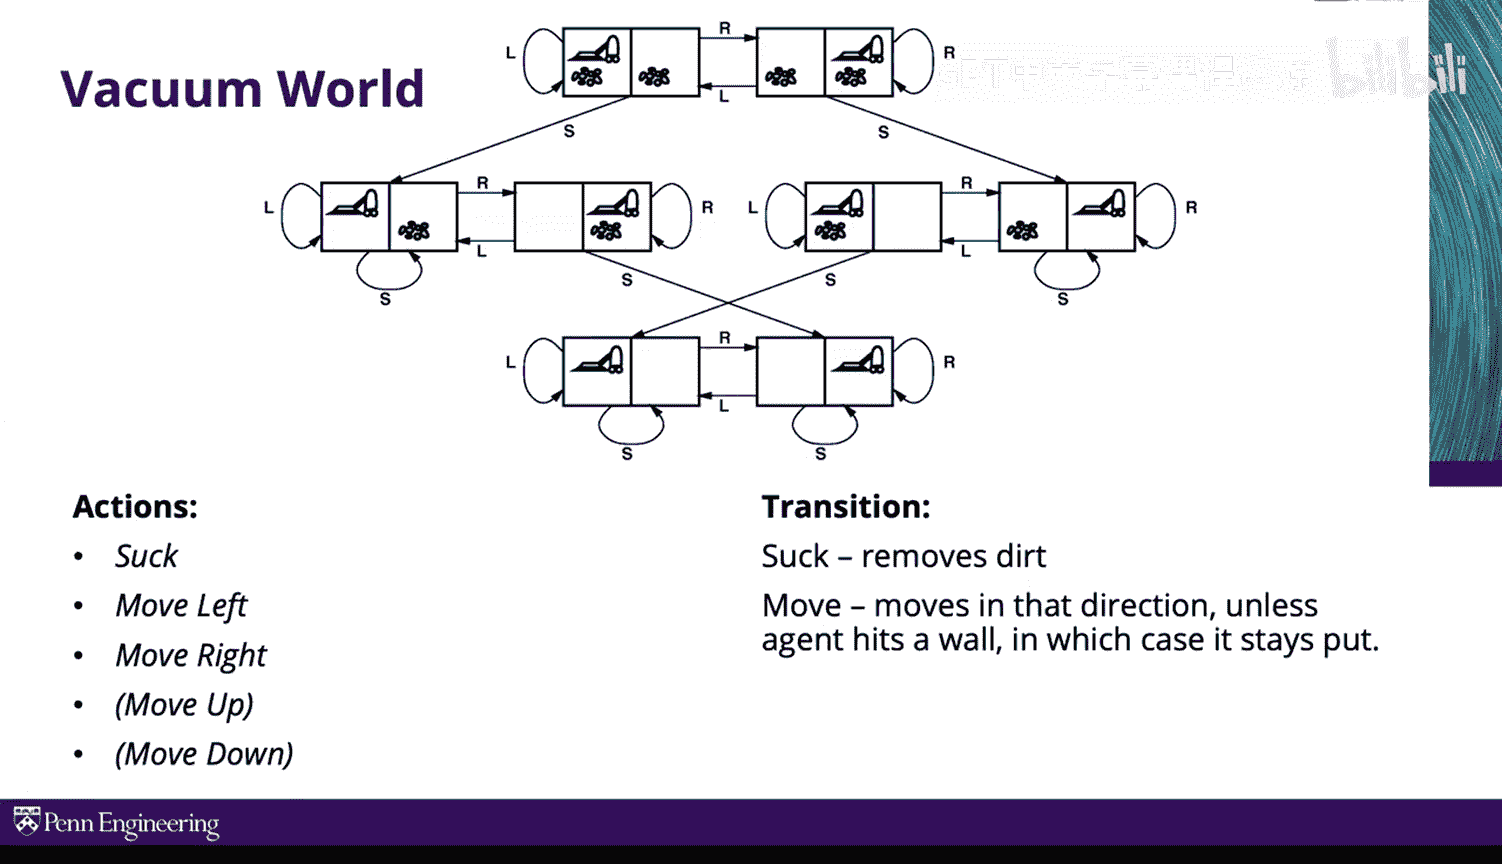 Vacuum World
R
L
R
L
S
S
R
R
L
R
L
R
L
L
S
S
S
S
R
L
R
L
S
S
Actions:
• Suck
• Move Left
• Move Right
• (Move Up)
• (Move Down)
Transition:
Suck – removes dirt
Move – moves in that direction, unless
agent hits a wall, in which case it stays put.
Penn Engineering
bilibili